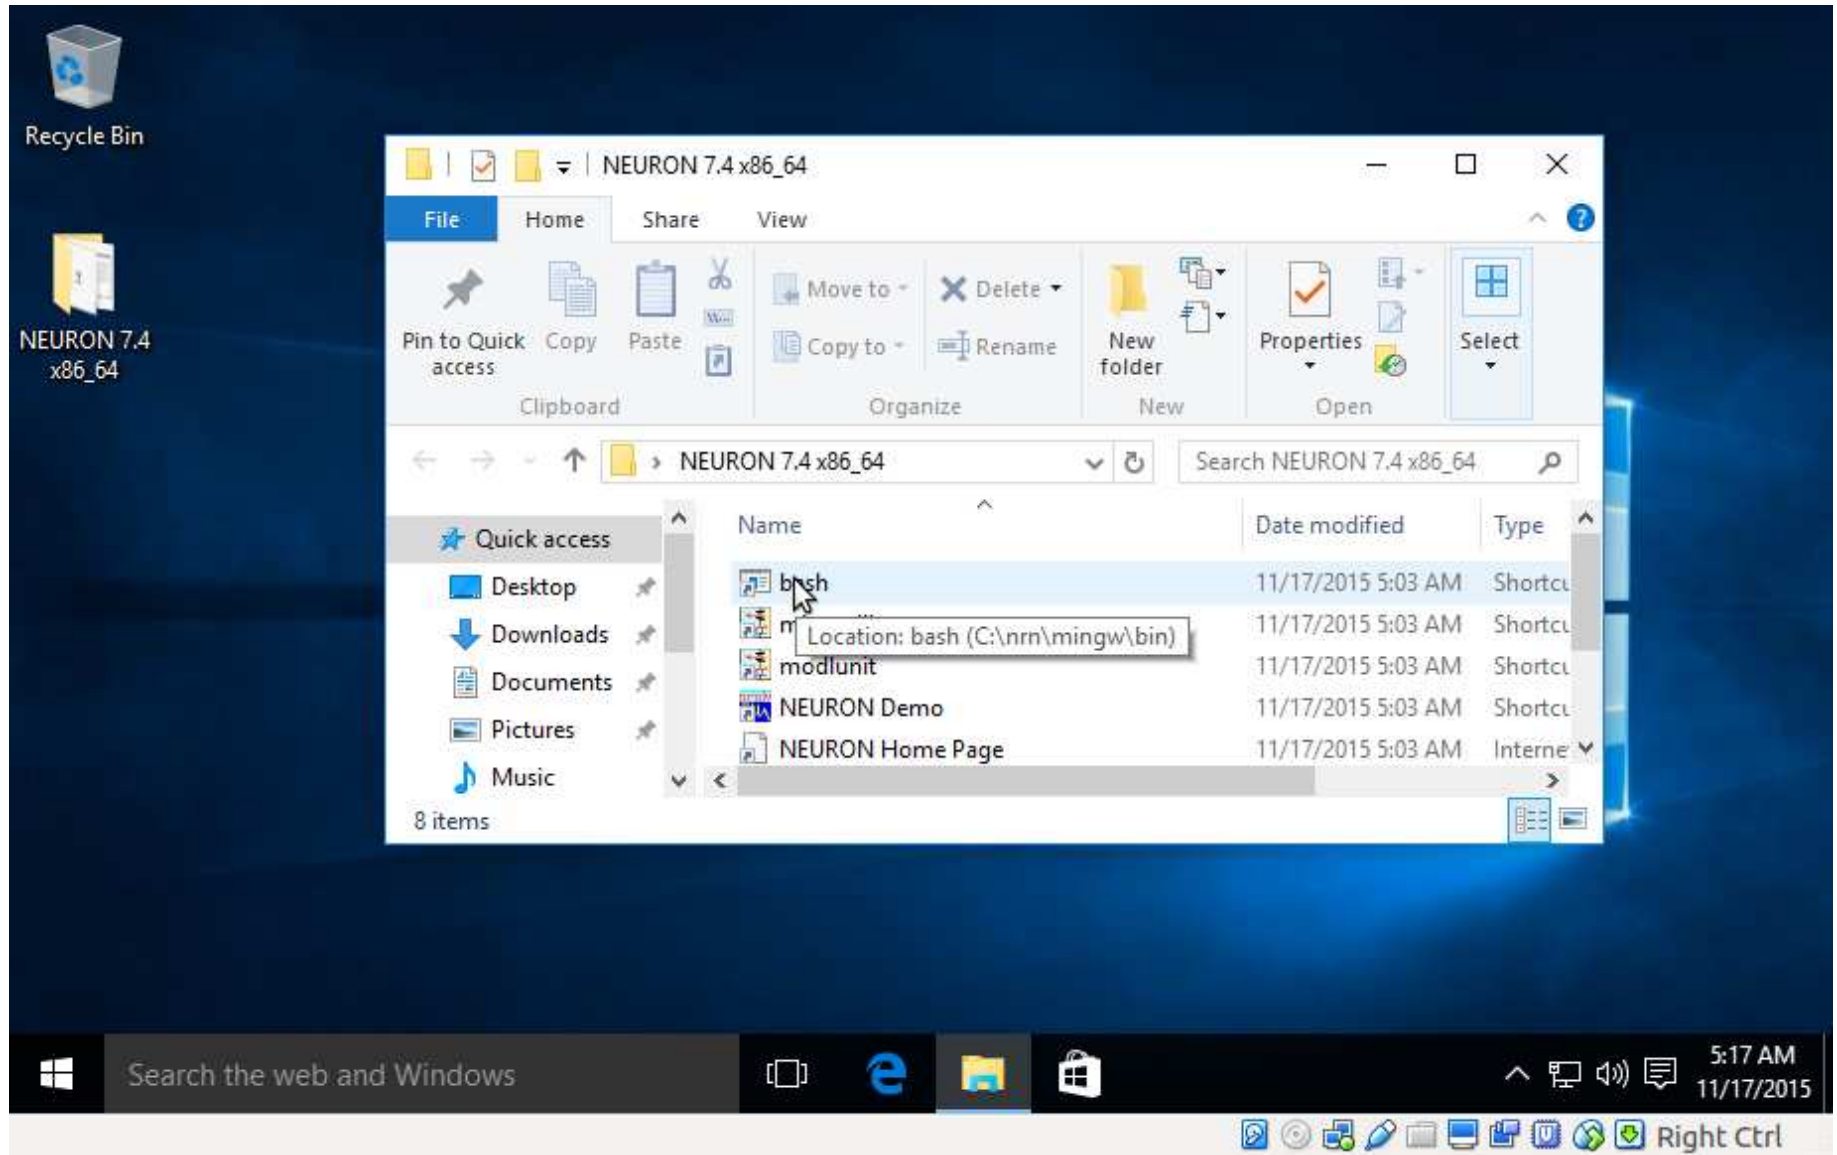 Recycle Bin
NEURON 7.4
x86_64
NEURON 7.4 x86_64
File Home Share View
Pin to Quick
access
Copy
Paste
Clipboard
Move to
Copy to
Delete
Rename
Organize
New
folder
New
Properties
Open
Select
NEURON 7.4 x86_64
Search NEURON 7.4 x86_64
Quick access
Desktop
Downloads
Documents
Pictures
Music
Name Date modified Type
bash 11/17/2015 5:03 AM Shortcu
11/17/2015 5:03 AM Shortcu
Location: bash (C:\nrn\mingw\bin)
modlunit 11/17/2015 5:03 AM Shortcu
NEURON Demo 11/17/2015 5:03 AM Shortcu
NEURON Home Page 11/17/2015 5:03 AM Interne
8 items
Search the web and Windows
5:17 AM
11/17/2015
Right Ctrl